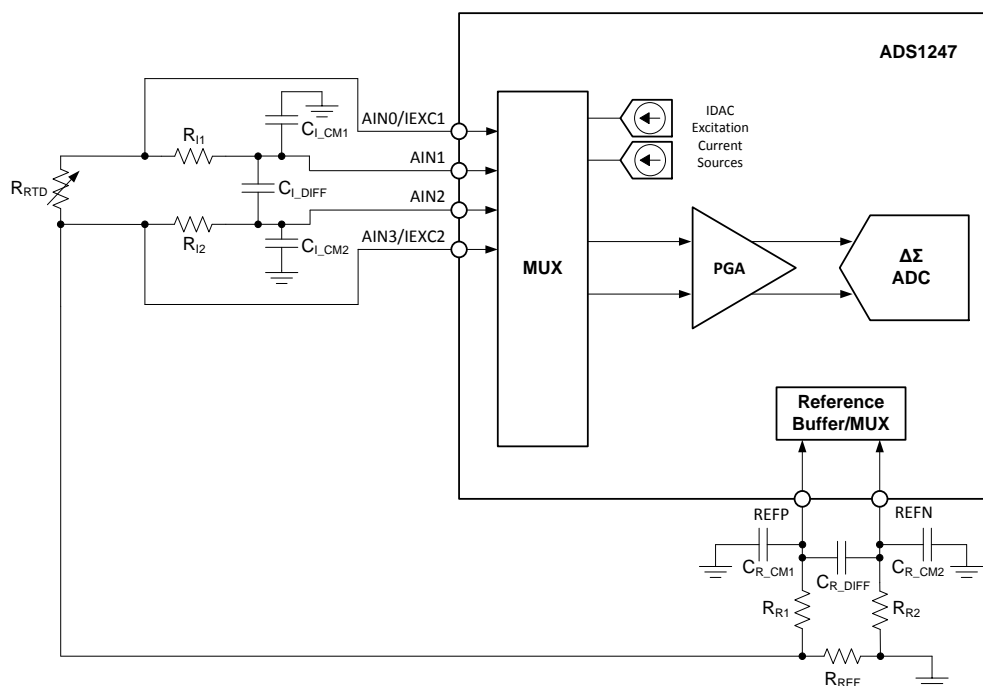 ADS1247
AIN0/IEXC1
IDAC
Excitation
Current
Sources
C_I_CM1
R_I1
AIN1
R_RTD
C_I_DIFF
AIN2
R_I2
C_I_CM2
AIN3/IEXC2
MUX
PGA
ΔΣ
ADC
Reference
Buffer/MUX
REFP
REFN
C_R_CM1
C_R_DIFF
C_R_CM2
R_R1
R_R2
R_REF